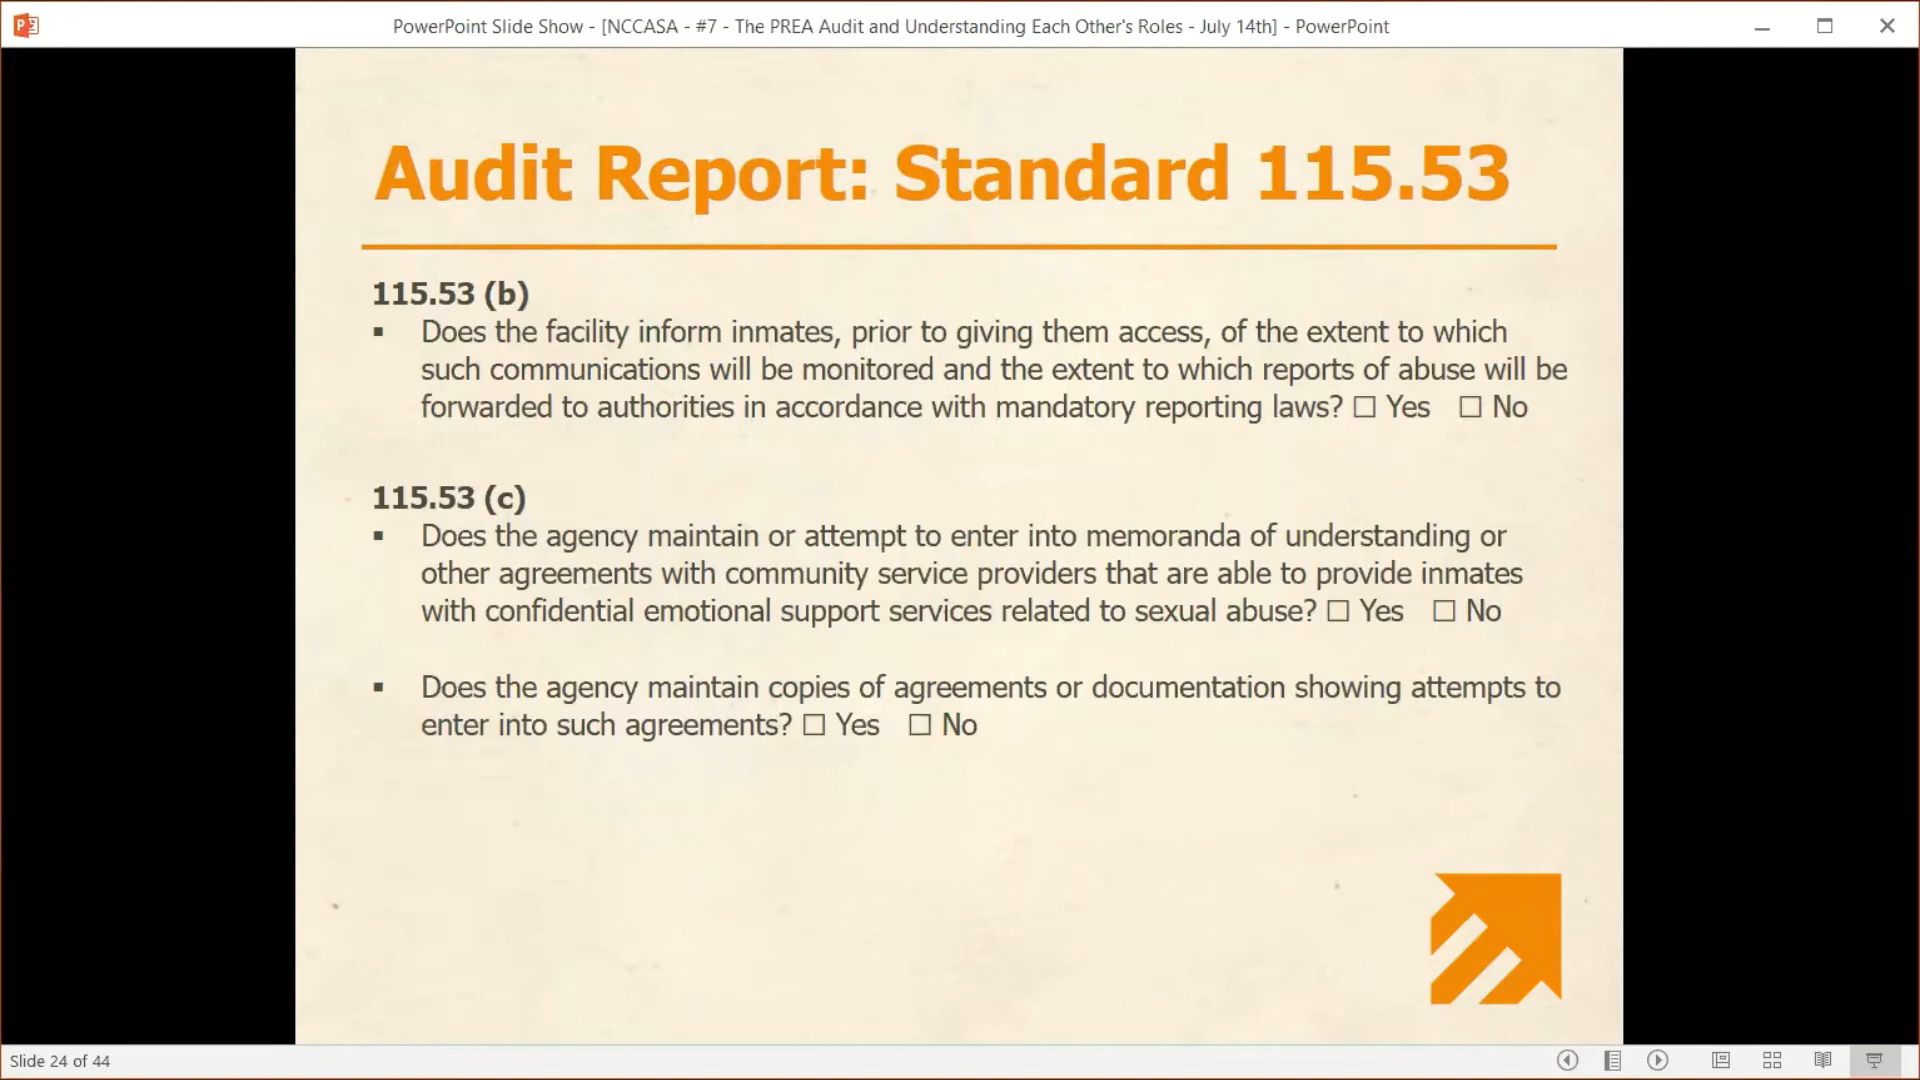 PowerPoint Slide Show - [NCCASA - #7 - The PREA Audit and Understanding Each Other's Roles - July 14th] - PowerPoint
Audit Report: Standard 115.53
115.53 (b)
▪ Does the facility inform inmates, prior to giving them access, of the extent to which
such communications will be monitored and the extent to which reports of abuse will be
forwarded to authorities in accordance with mandatory reporting laws? ☐ Yes ☐ No
115.53 (c)
▪ Does the agency maintain or attempt to enter into memoranda of understanding or
other agreements with community service providers that are able to provide inmates
with confidential emotional support services related to sexual abuse? ☐ Yes ☐ No
▪ Does the agency maintain copies of agreements or documentation showing attempts to
enter into such agreements? ☐ Yes ☐ No
Slide 24 of 44